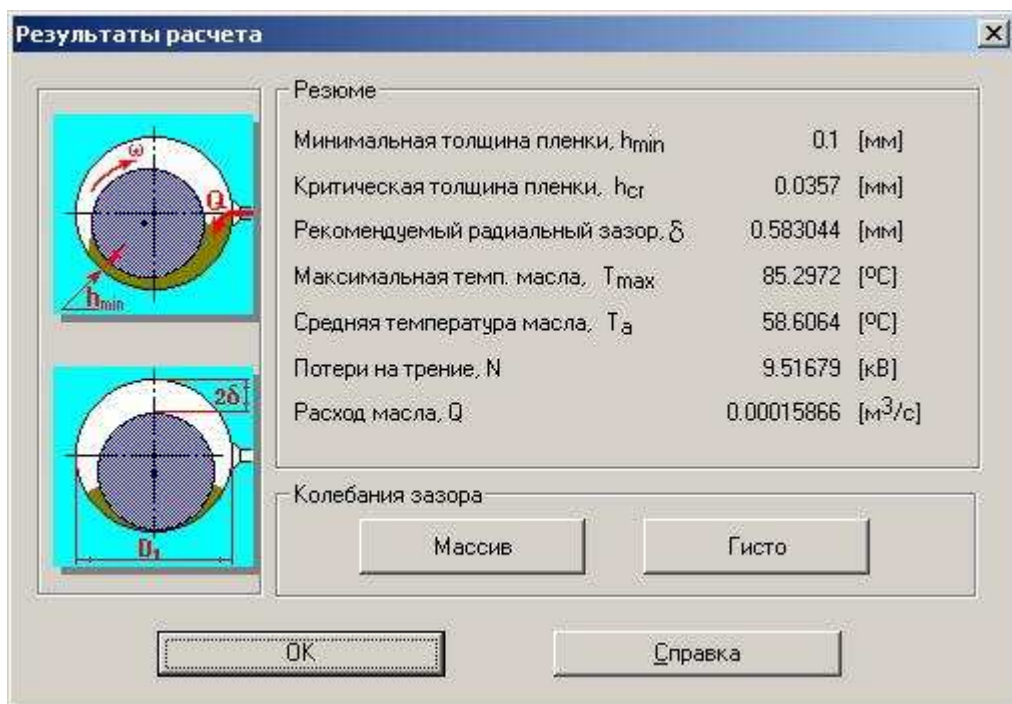 Результаты расчета
Резюме
Минимальная толщина пленки, hmin 0.1 [мм]
Критическая толщина пленки, hcr 0.0357 [мм]
Рекомендуемый радиальный зазор, δ 0.583044 [мм]
Максимальная темп. масла, Tmax 85.2972 [ºC]
Средняя температура масла, Ta 58.6064 [ºC]
Потери на трение, N 9.51679 [кВ]
Расход масла, Q 0.00015866 [м3/с]
ω
Q
hmin
2δ
D1
Колебания зазора
Массив Гисто
OK Справка